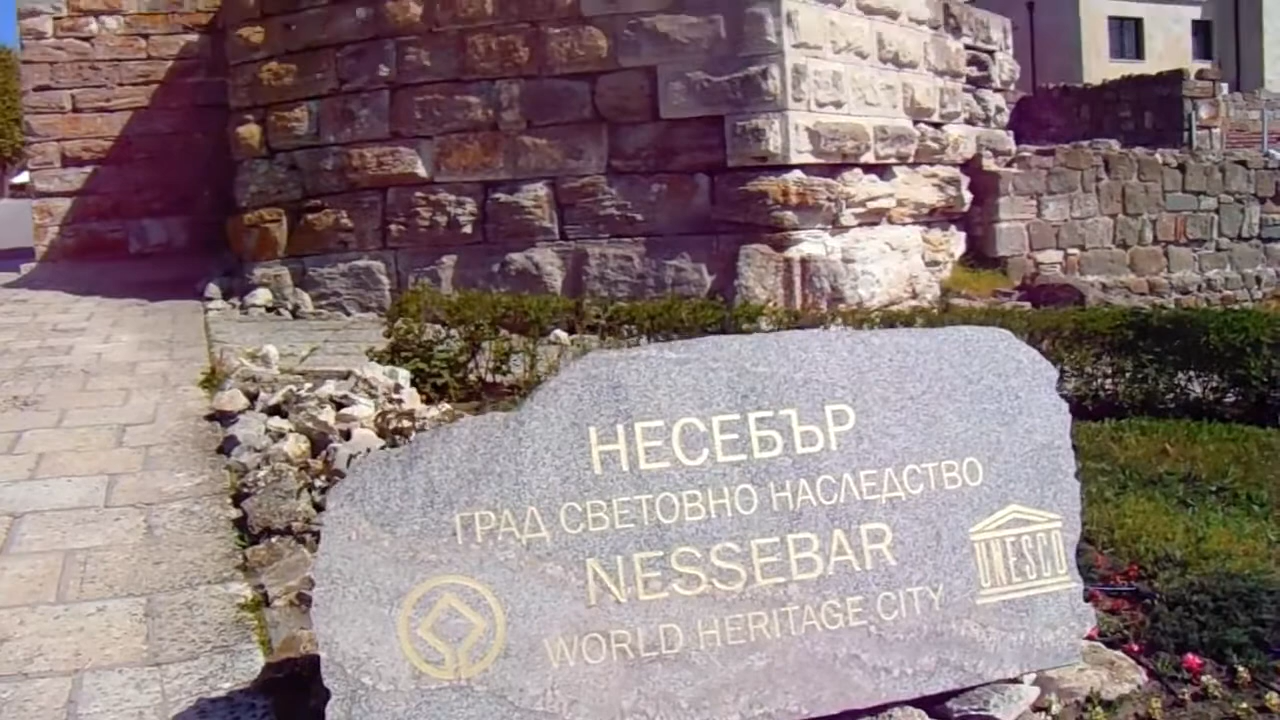 НЕСЕБЪР
ГРАД СВЕТОВНО НАСЛЕДСТВО
NESSEBAR
WORLD HERITAGE CITY
UNESCO